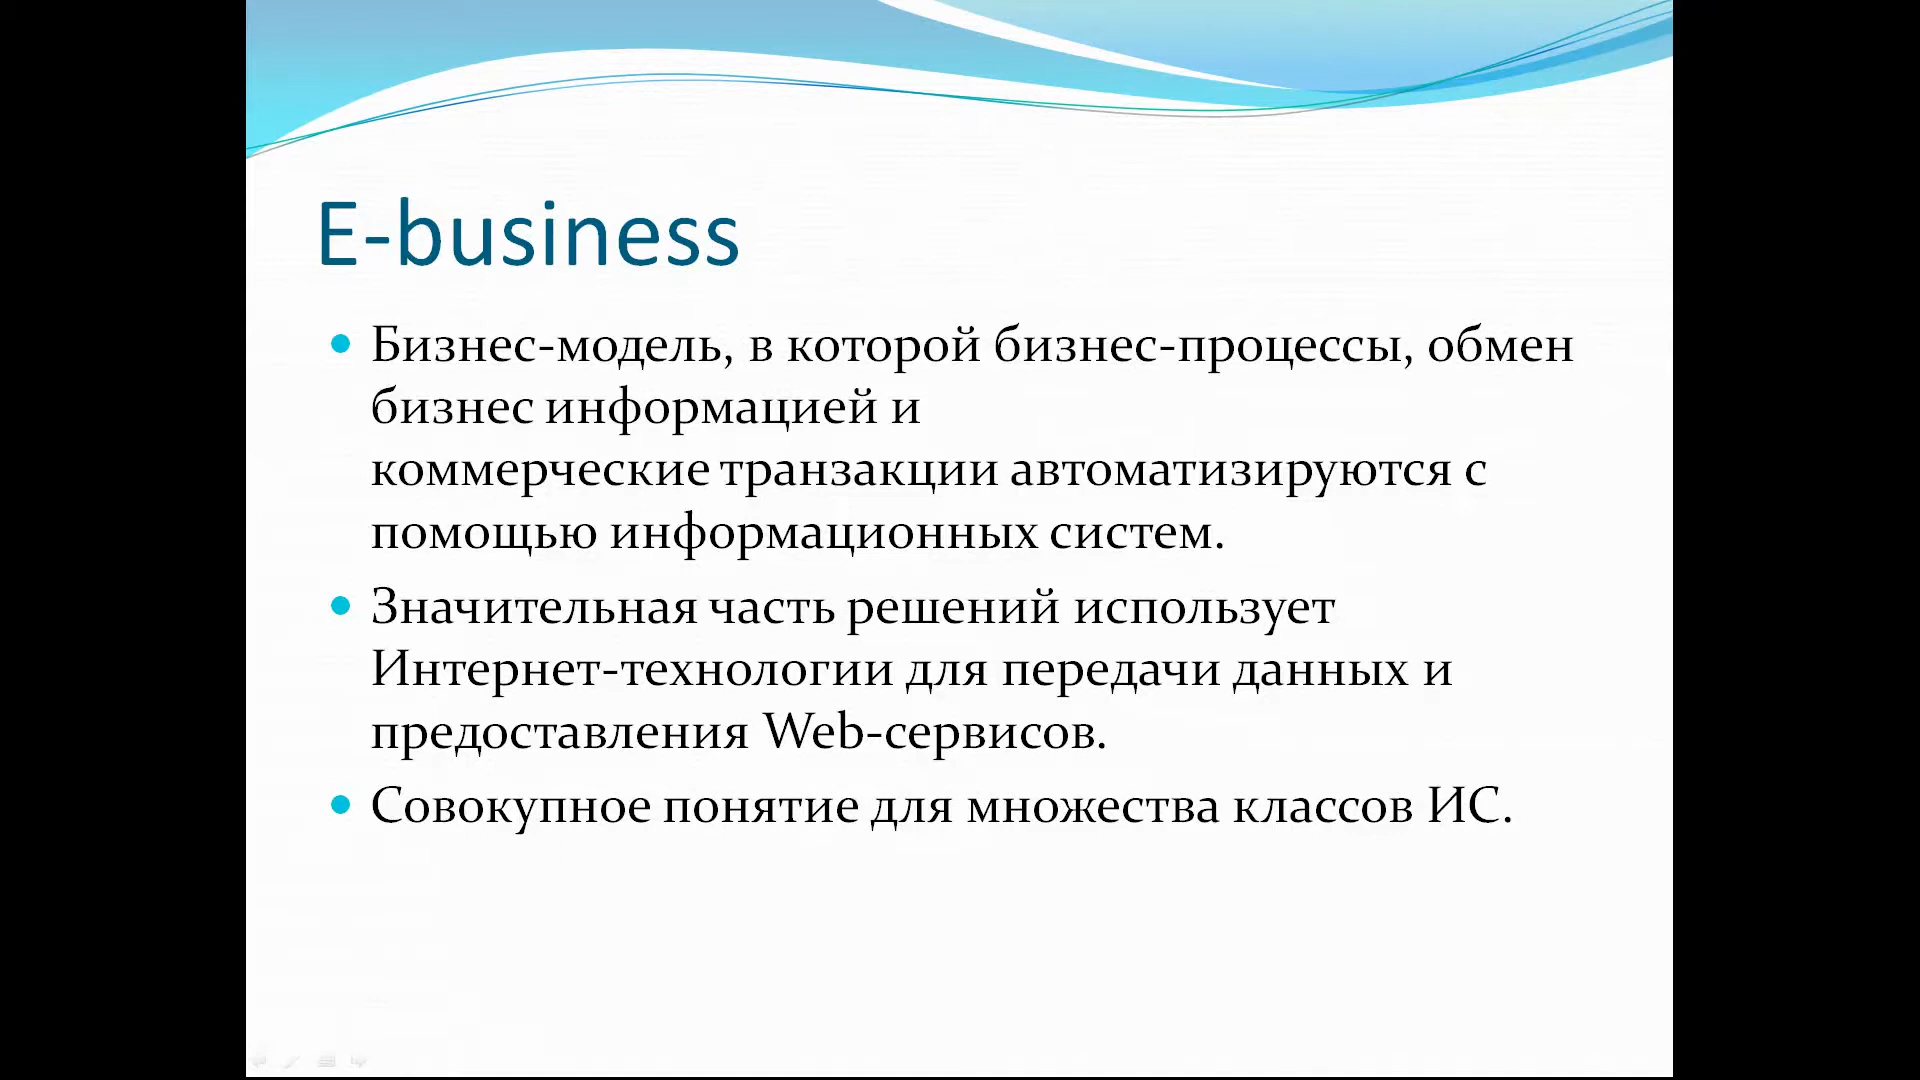 E-business
Бизнес-модель, в которой бизнес-процессы, обмен
бизнес информацией и
коммерческие транзакции автоматизируются с
помощью информационных систем.
Значительная часть решений использует
Интернет-технологии для передачи данных и
предоставления Web-сервисов.
Совокупное понятие для множества классов ИС.